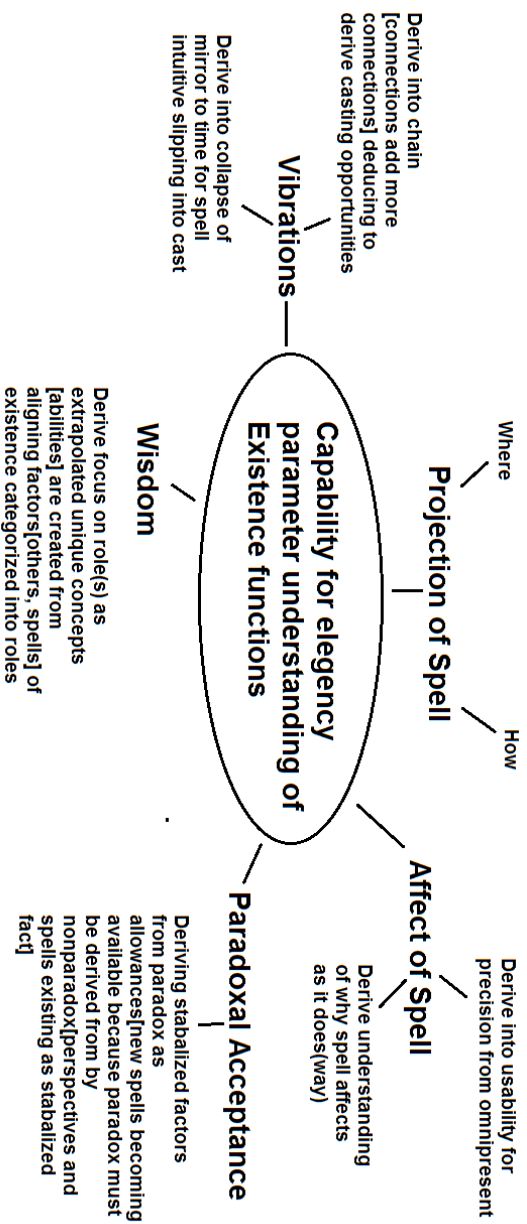 Where
How
Projection of Spell
Derive into usability for
precision from omnipresent
Affect of Spell
Derive understanding
of why spell affects
as it does(way)
Derive into chain
[connections add more
connections] deducing to
derive casting opportunities
Vibrations
Derive into collapse of
mirror to time for spell
intuitive slipping into cast
Capability for elegency
parameter understanding of
Existence functions
Wisdom
Derive focus on role(s) as
extrapolated unique concepts
[abilities] are created from
aligning factors[others, spells] of
existence categorized into roles
Paradoxal Acceptance
Deriving stabalized factors
from paradox as
allowances[new spells becoming
available because paradox must
be derived from by
nonparadox[perspectives and
spells existing as stabalized
fact]